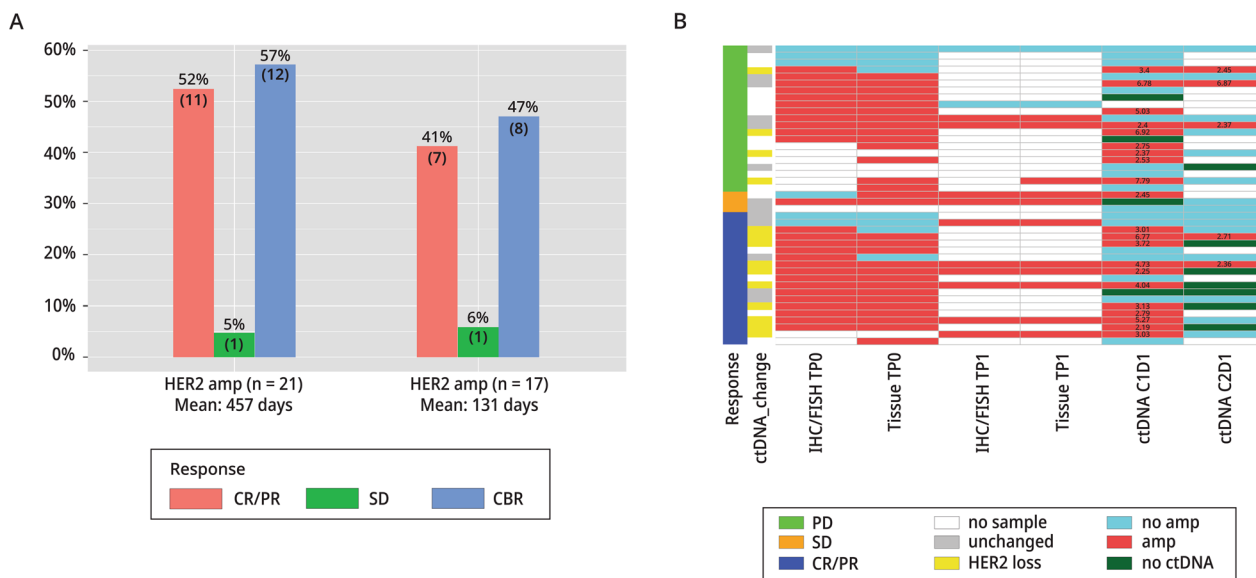 A
60%
50%
40%
30%
20%
10%
0%
52%
(11)
5%
(1)
57%
(12)
41%
(7)
6%
(1)
47%
(8)
HER2 amp (n = 21)
Mean: 457 days
HER2 amp (n = 17)
Mean: 131 days
Response
CR/PR
SD
CBR
B
3.4 2.45
6.78 6.87
5.03
2.4 2.37
6.92
2.75
2.37
2.53
7.79
2.45
3.01
6.77 2.71
3.72
4.73 2.36
2.25
4.04
3.13
2.79
5.27
2.19
3.03
Response
ctDNA_change
IHC/FISH TP0
Tissue TP0
IHC/FISH TP1
Tissue TP1
ctDNA C1D1
ctDNA C2D1
PD
SD
CR/PR
no sample
unchanged
HER2 loss
no amp
amp
no ctDNA